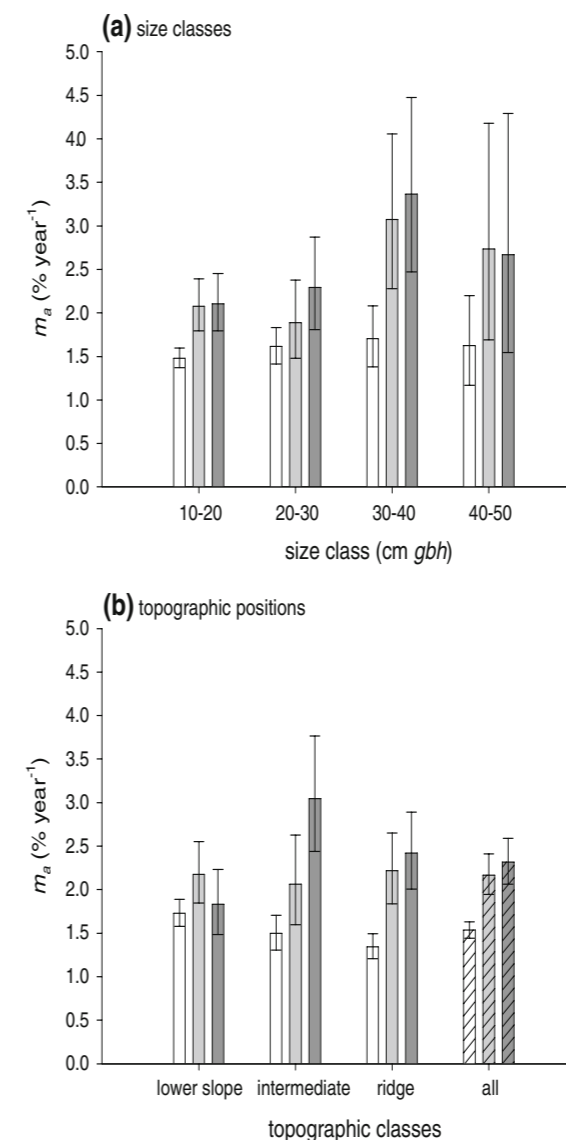 (a) size classes
5.0
4.5
4.0
3.5
3.0
2.5
2.0
1.5
1.0
0.5
0.0
m_a (% year⁻¹)
10-20 20-30 30-40 40-50
size class (cm gbh)
(b) topographic positions
5.0
4.5
4.0
3.5
3.0
2.5
2.0
1.5
1.0
0.5
0.0
m_a (% year⁻¹)
lower slope intermediate ridge all
topographic classes